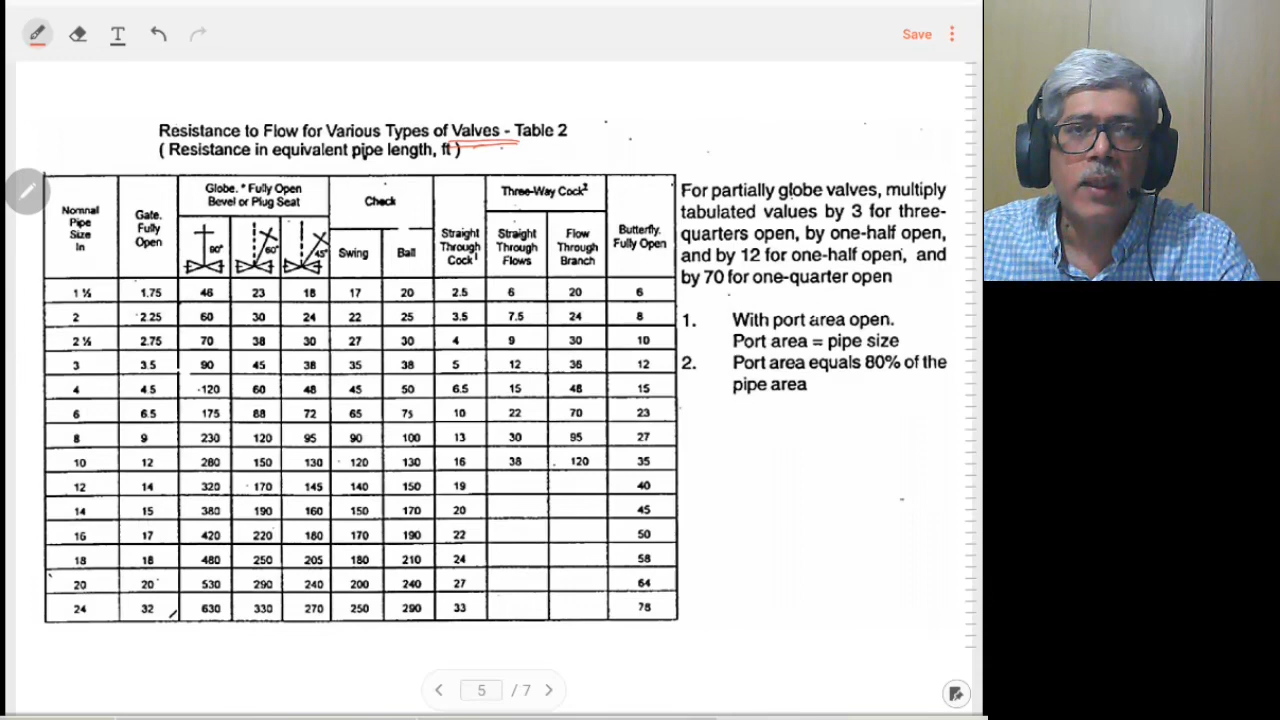 Save
Resistance to Flow for Various Types of Valves - Table 2
( Resistance in equivalent pipe length, ft )
Nomnal Pipe Size In | Gate. Fully Open | Globe. * Fully Open Bevel or Plug Seat | Check | Straight Through Cock¹ | Three-Way Cock² | Butterfly. Fully Open
90° | 60° | 45° | Swing | Ball | Straight Through Flows | Flow Through Branch
1 ½ 1.75 46 23 18 17 20 2.5 6 20 6
2 2.25 60 30 24 22 25 3.5 7.5 24 8
2 ½ 2.75 70 38 30 27 30 4 9 30 10
3 3.5 90 45 38 35 38 5 12 36 12
4 4.5 120 60 48 45 50 6.5 15 48 15
6 6.5 175 88 72 65 75 10 22 70 23
8 9 230 120 95 90 100 13 30 95 27
10 12 280 150 130 120 130 16 38 120 35
12 14 320 170 145 140 150 19 40
14 15 380 190 160 150 170 20 45
16 17 420 220 180 170 190 22 50
18 18 480 250 205 180 210 24 58
20 20 530 290 240 200 240 27 64
24 32 630 330 270 250 290 33 78
For partially globe valves, multiply
tabulated values by 3 for three-
quarters open, by one-half open,
and by 12 for one-half open, and
by 70 for one-quarter open
1. With port area open.
Port area = pipe size
2. Port area equals 80% of the
pipe area
5 / 7